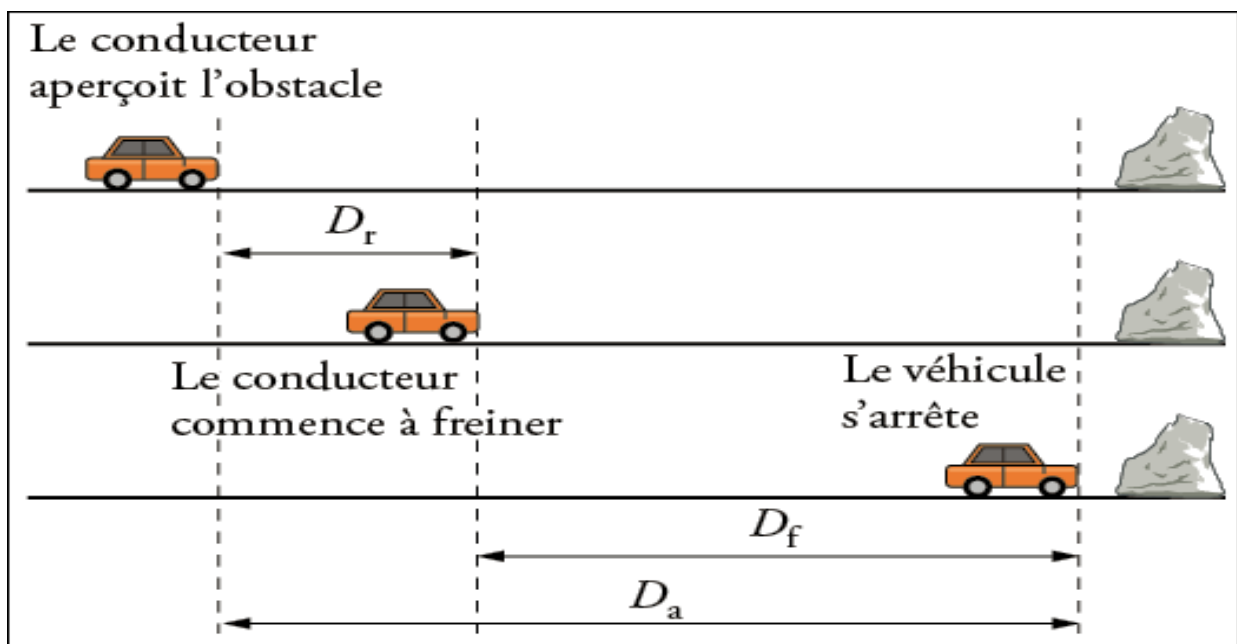 Le conducteur
aperçoit l'obstacle
Dr
Le conducteur
commence à freiner
Le véhicule
s'arrête
Df
Da